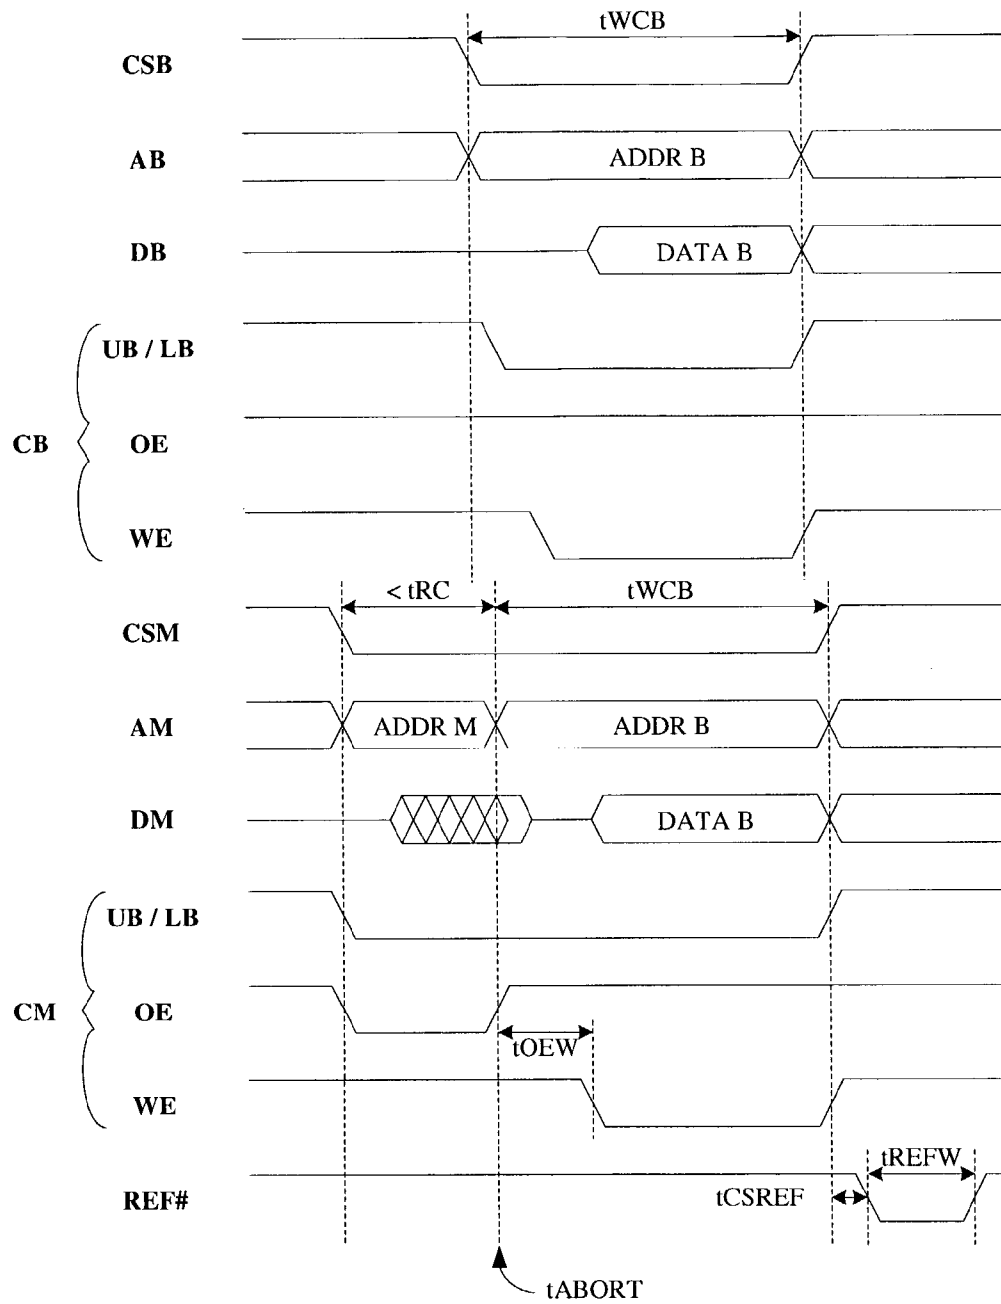 tWCB
CSB
AB
ADDR B
DB
DATA B
UB / LB
CB
OE
WE
< tRC
tWCB
CSM
AM
ADDR M
ADDR B
DM
DATA B
UB / LB
CM
OE
tOEW
WE
tREFW
REF#
tCSREF
tABORT